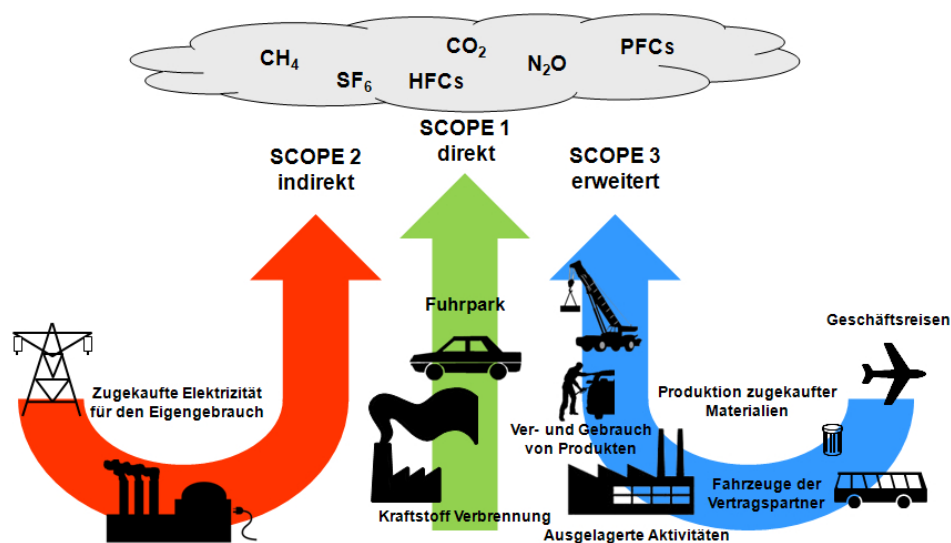 CO₂
PFCs
CH₄
N₂O
SF₆
HFCs
SCOPE 1
direkt
SCOPE 2
indirekt
SCOPE 3
erweitert
Fuhrpark
Geschäftsreisen
Zugekaufte Elektrizität
für den Eigengebrauch
Produktion zugekaufter
Materialien
Ver- und Gebrauch
von Produkten
Fahrzeuge der
Vertragspartner
Kraftstoff Verbrennung
Ausgelagerte Aktivitäten